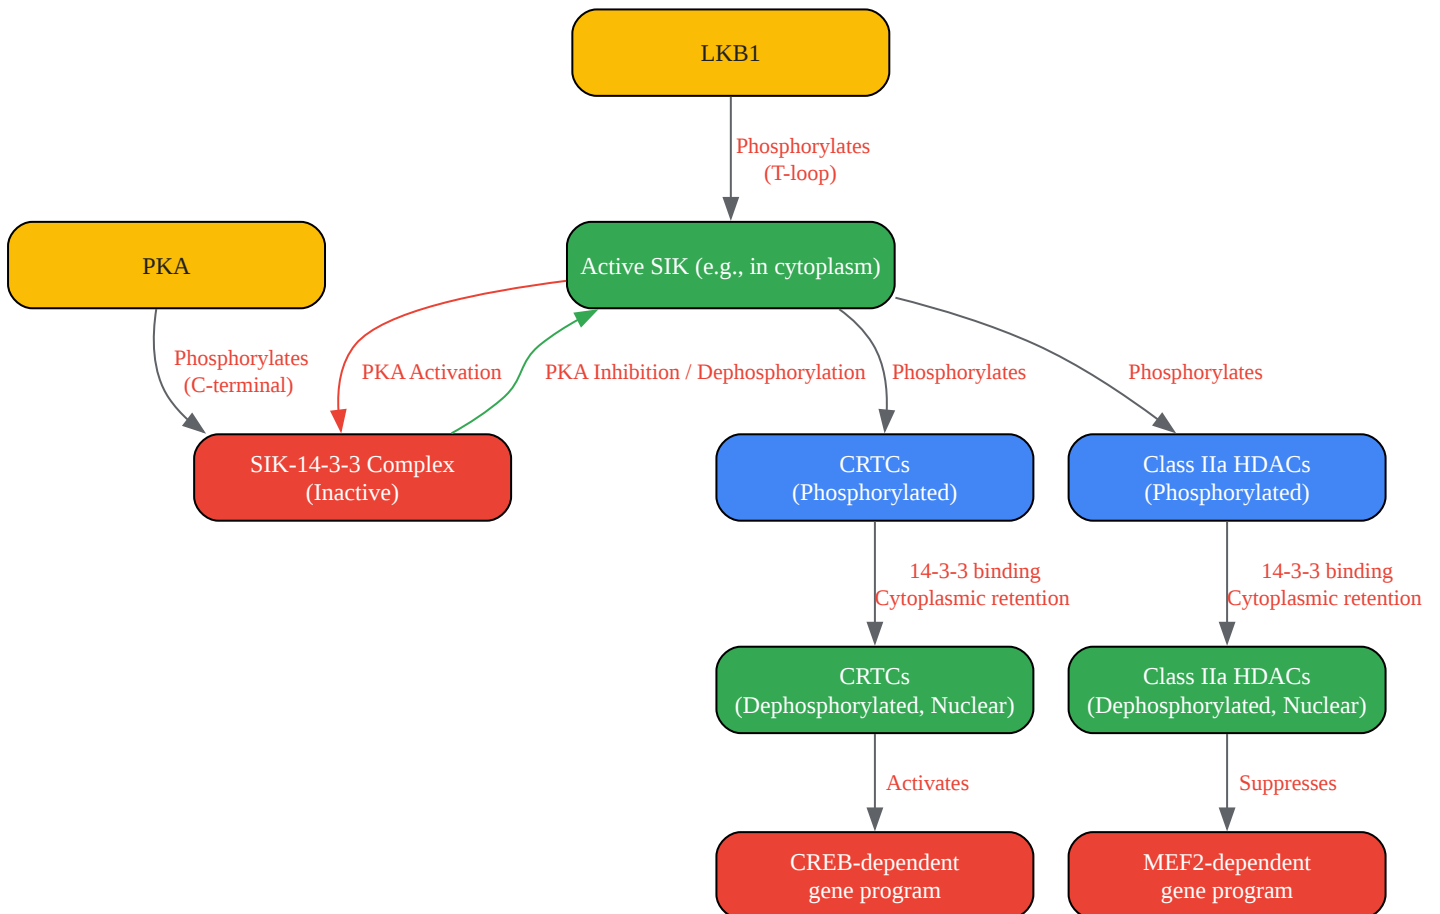 LKB1
Phosphorylates
(T-loop)
PKA
Active SIK (e.g., in cytoplasm)
Phosphorylates
(C-terminal)
PKA Activation
PKA Inhibition / Dephosphorylation
Phosphorylates
Phosphorylates
SIK-14-3-3 Complex
(Inactive)
CRTCs
(Phosphorylated)
Class IIa HDACs
(Phosphorylated)
14-3-3 binding
Cytoplasmic retention
14-3-3 binding
Cytoplasmic retention
CRTCs
(Dephosphorylated, Nuclear)
Class IIa HDACs
(Dephosphorylated, Nuclear)
Activates
Suppresses
CREB-dependent
gene program
MEF2-dependent
gene program